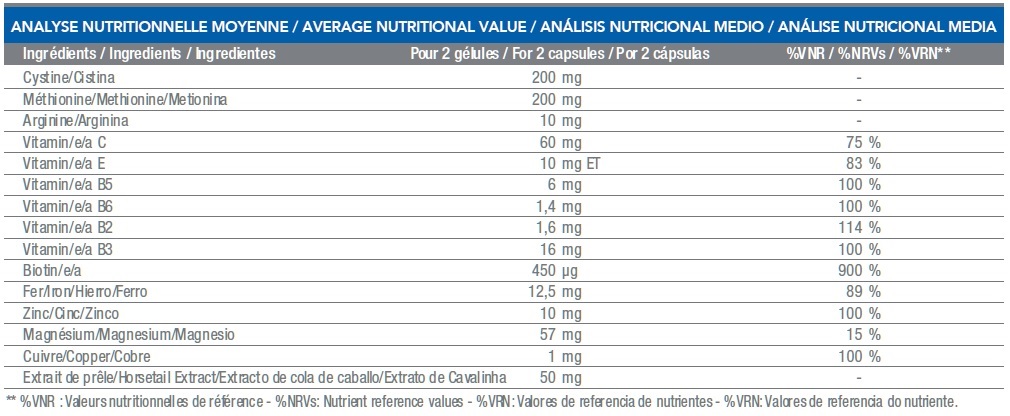 ANALYSE NUTRITIONNELLE MOYENNE / AVERAGE NUTRITIONAL VALUE / ANÁLISIS NUTRICIONAL MEDIO / ANÁLISE NUTRICIONAL MEDIA
Ingrédients / Ingredients / Ingredientes Pour 2 gélules / For 2 capsules / Por 2 cápsulas %VNR / %NRVs / %VRN**
Cystine/Cistina 200 mg -
Méthionine/Methionine/Metionina 200 mg -
Arginine/Arginina 10 mg -
Vitamin/e/a C 60 mg 75 %
Vitamin/e/a E 10 mg ET 83 %
Vitamin/e/a B5 6 mg 100 %
Vitamin/e/a B6 1,4 mg 100 %
Vitamin/e/a B2 1,6 mg 114 %
Vitamin/e/a B3 16 mg 100 %
Biotin/e/a 450 µg 900 %
Fer/Iron/Hierro/Ferro 12,5 mg 89 %
Zinc/Cinc/Zinco 10 mg 100 %
Magnésium/Magnesium/Magnesio 57 mg 15 %
Cuivre/Copper/Cobre 1 mg 100 %
Extrait de prêle/Horsetail Extract/Extracto de cola de caballo/Extrato de Cavalinha 50 mg -
** %VNR : Valeurs nutritionnelles de référence - %NRVs: Nutrient reference values - %VRN: Valores de referencia de nutrientes - %VRN: Valores de referencia do nutriente.